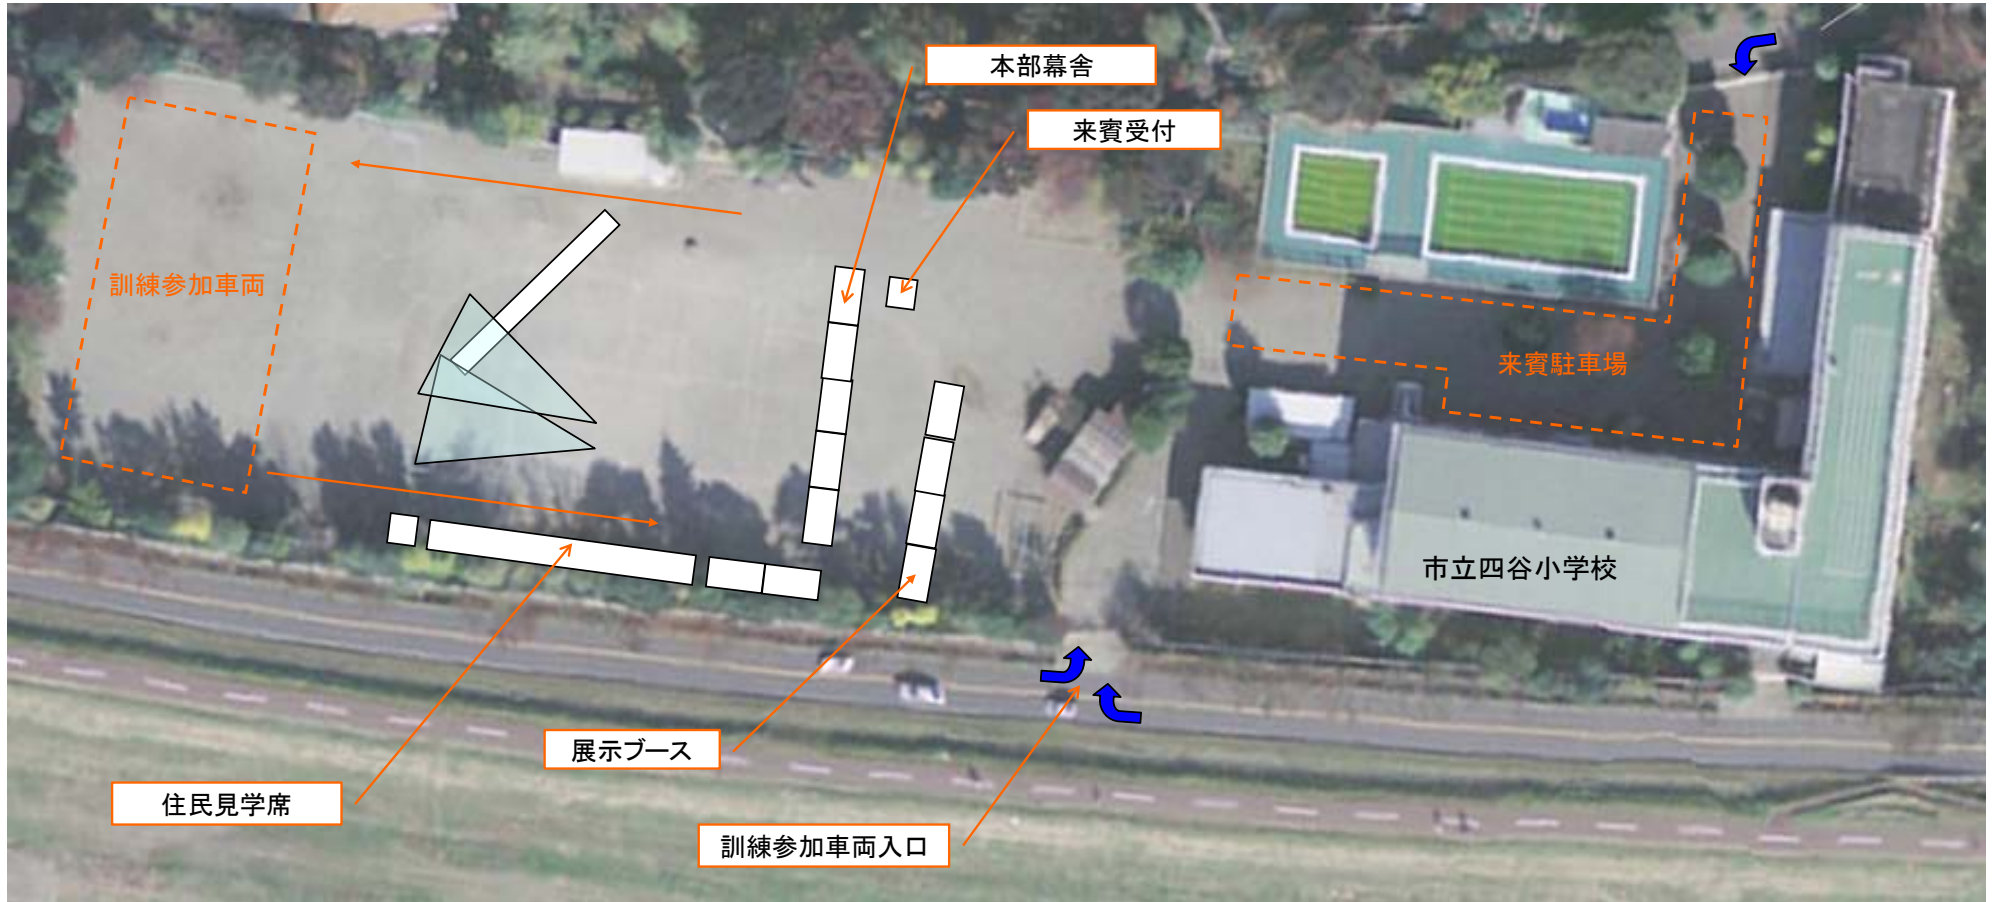 本部幕舎
来賓受付
訓練参加車両
来賓駐車場
市立四谷小学校
展示ブース
住民見学席
訓練参加車両入口